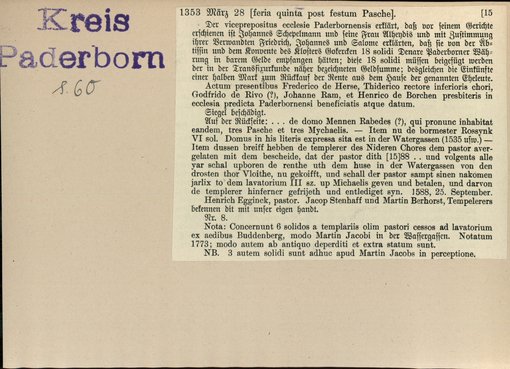 Kreis
Paderborn
s. 60
1353 März 28 [feria quinta post festum Pasche]. [15
Der viceprepositus ecclesie Paderbornensis erklärt, daß vor seinem Gerichte
erschienen ist Johannes Schepelmann und seine Frau Alheydis und mit Zustimmung
ihrer Verwandten Friedrich, Johannes und Salome erklärten, daß sie von der Äb-
tissin und dem Konvente des Klosters Gokercken 18 solidi Denare Paderborner Wäh-
rung in barem Gelde empfangen hätten; diese 18 solidi müssen beigefügt werden
der in der Transfixurkunde näher bezeichneten Geldsumme; desgleichen die Einkünfte
einer halben Mark zum Rückkauf der Rente aus dem Hause der genannten Eheleute.
Actum presentibus Frederico de Herse, Thiderico rectore inferioris chori,
Godfrido de Rivo (?), Johanne Ram, et Henrico de Borchen presbiteris in
ecclesia predicta Paderbornensi beneficiatis atque datum.
Siegel beschädigt.
Auf der Rückseite: . . . de domo Mennen Rabedes (?), qui pronunc inhabitat
eandem, tres Pasche et tres Mychaelis. — Item nu de bormester Rossynk
VI sol. Domus in his literis expressa sita est in der Watergassen (1535 usw.) —
Item dussen breiff hebben de templerer des Nideren Chores dem pastor aver-
gelaten mit dem bescheide, dat der pastor dith [15]88 . . und volgents alle
yar schal upboren de renthe uth dem huse in der Watergassen von den
drosten thor Vloithe, nu gekoifft, und schall der pastor sampt sinen nakomen
jarlix to dem lavatorium III sz. up Michaelis geven und betalen, und darvon
de templerer hinferner gefrijett und entlediget syn. 1588, 25. September.
Henrich Egginck, pastor. Jacop Stenhaff und Martin Berhorst, Tempelerers
bekennen dit mit unser eigen handt.
Nr. 8.
Nota: Concernunt 6 solidos a templariis olim pastori cessos ad lavatorium
ex aedibus Buddenberg, modo Martin Jacobi in der Wassergassen. Notatum
1773; modo autem ab antiquo deperditi et extra statum sunt.
NB. 3 autem solidi sunt adhuc apud Martin Jacobs in perceptione.